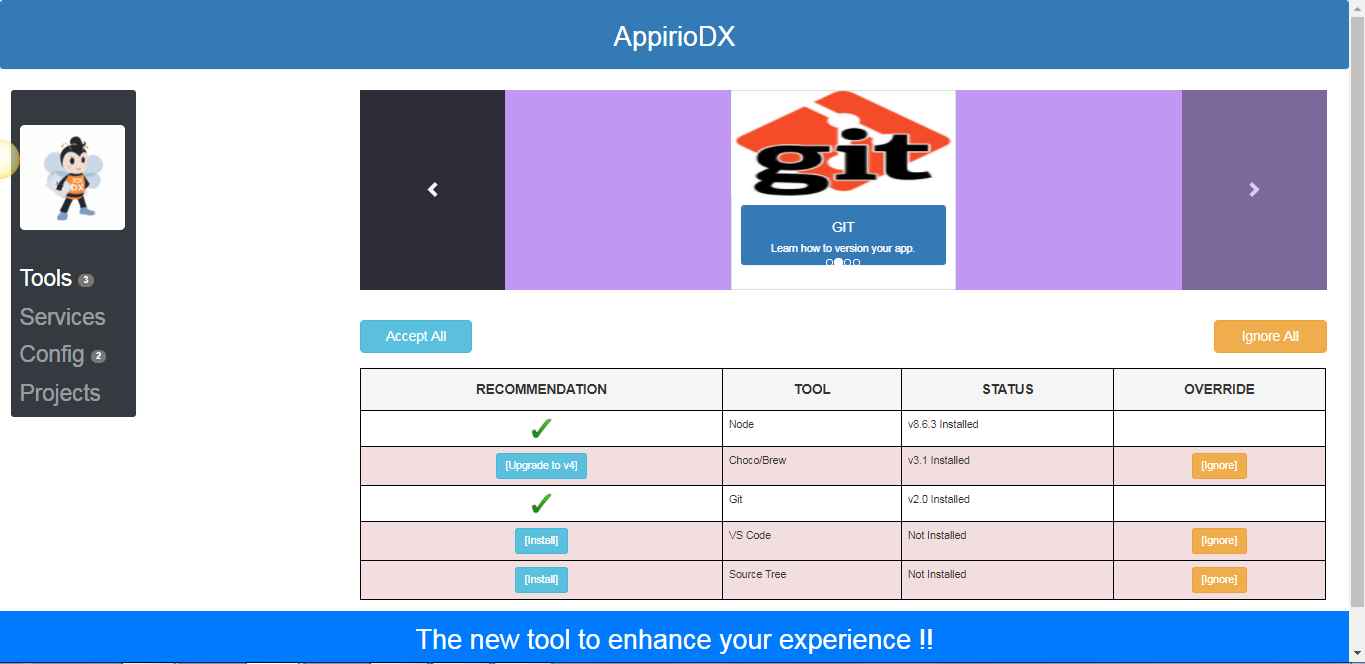 AppirioDX
DX
Tools 3
Services
Config 2
Projects
git
GIT
Learn how to version your app.
Accept All
Ignore All
RECOMMENDATION TOOL STATUS OVERRIDE
Node v8.6.3 Installed
[Upgrade to v4] Choco/Brew v3.1 Installed [Ignore]
Git v2.0 Installed
[Install] VS Code Not Installed [Ignore]
[Install] Source Tree Not Installed [Ignore]
The new tool to enhance your experience !!